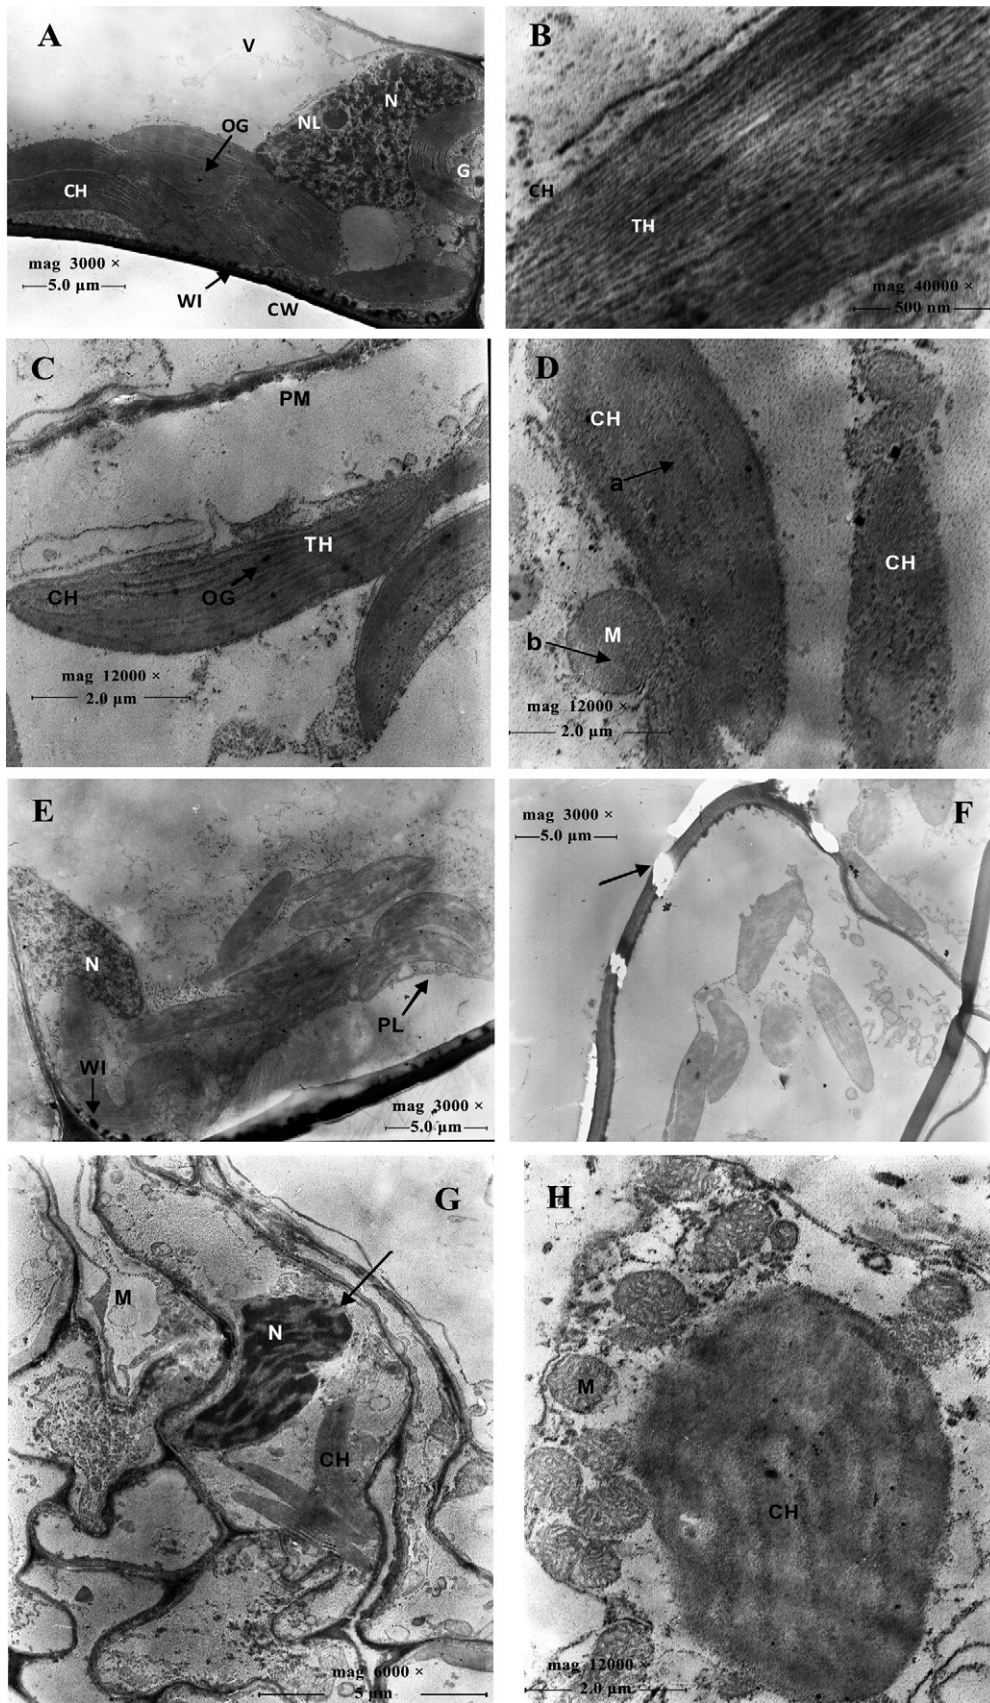 A
V
N
NL
OG
G
CH
mag 3000 ×
5.0 µm
WI
CW
B
CH
TH
mag 40000 ×
500 nm
C
PM
TH
CH
OG
mag 12000 ×
2.0 µm
D
CH
a
CH
M
b
mag 12000 ×
2.0 µm
E
N
PL
WI
mag 3000 ×
5.0 µm
mag 3000 ×
5.0 µm
F
G
M
N
CH
mag 6000 ×
5 µm
H
M
CH
mag 12000 ×
2.0 µm